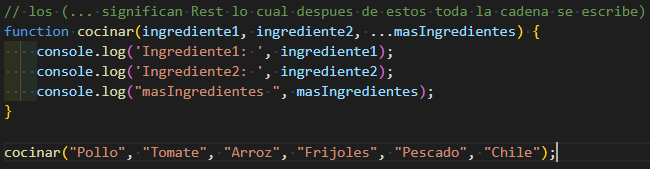 // los (... significan Rest lo cual despues de estos toda la cadena se escribe)
function cocinar(ingrediente1, ingrediente2, ...masIngredientes) {
    console.log('Ingrediente1: ', ingrediente1);
    console.log('Ingrediente2: ', ingrediente2);
    console.log("masIngredientes ", masIngredientes);
}
cocinar("Pollo", "Tomate", "Arroz", "Frijoles", "Pescado", "Chile");